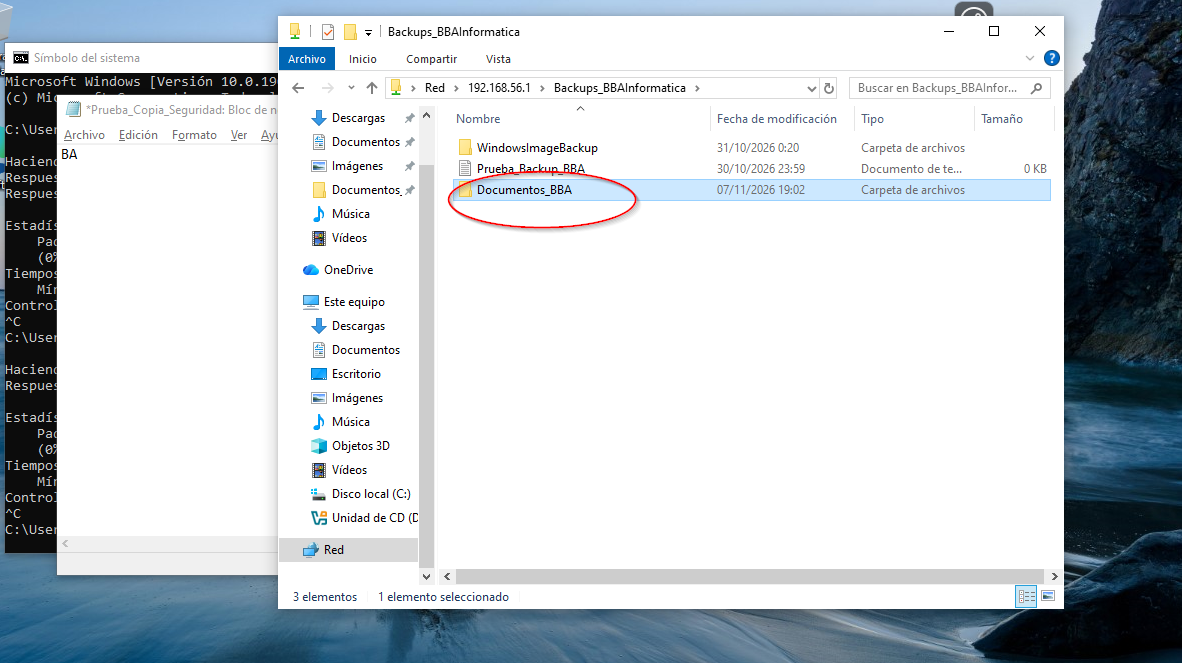 Backups_BBAInformatica
Archivo Inicio Compartir Vista
Red 192.168.56.1 Backups_BBAInformatica
Buscar en Backups_BBAInfor...
Descargas
Documentos
Imágenes
Documentos_
Música
Vídeos
OneDrive
Este equipo
Descargas
Documentos
Escritorio
Imágenes
Música
Objetos 3D
Vídeos
Disco local (C:)
Unidad de CD (D
Red
Nombre Fecha de modificación Tipo Tamaño
WindowsImageBackup 31/10/2026 0:20 Carpeta de archivos
Prueba_Backup_BBA 30/10/2026 23:59 Documento de te... 0 KB
Documentos_BBA 07/11/2026 19:02 Carpeta de archivos
3 elementos 1 elemento seleccionado
Símbolo del sistema
Microsoft Windows [Versión 10.0.19
(c) Mic
C:\User
Haciend
Respues
Respues
Estadís
Paq
(0%
Tiempos
Mín
Control
^C
C:\User
Haciend
Respues
Estadís
Paq
(0%
Tiempos
Mín
Control
^C
C:\User
*Prueba_Copia_Seguridad: Bloc de n
Archivo Edición Formato Ver Ayu
BA